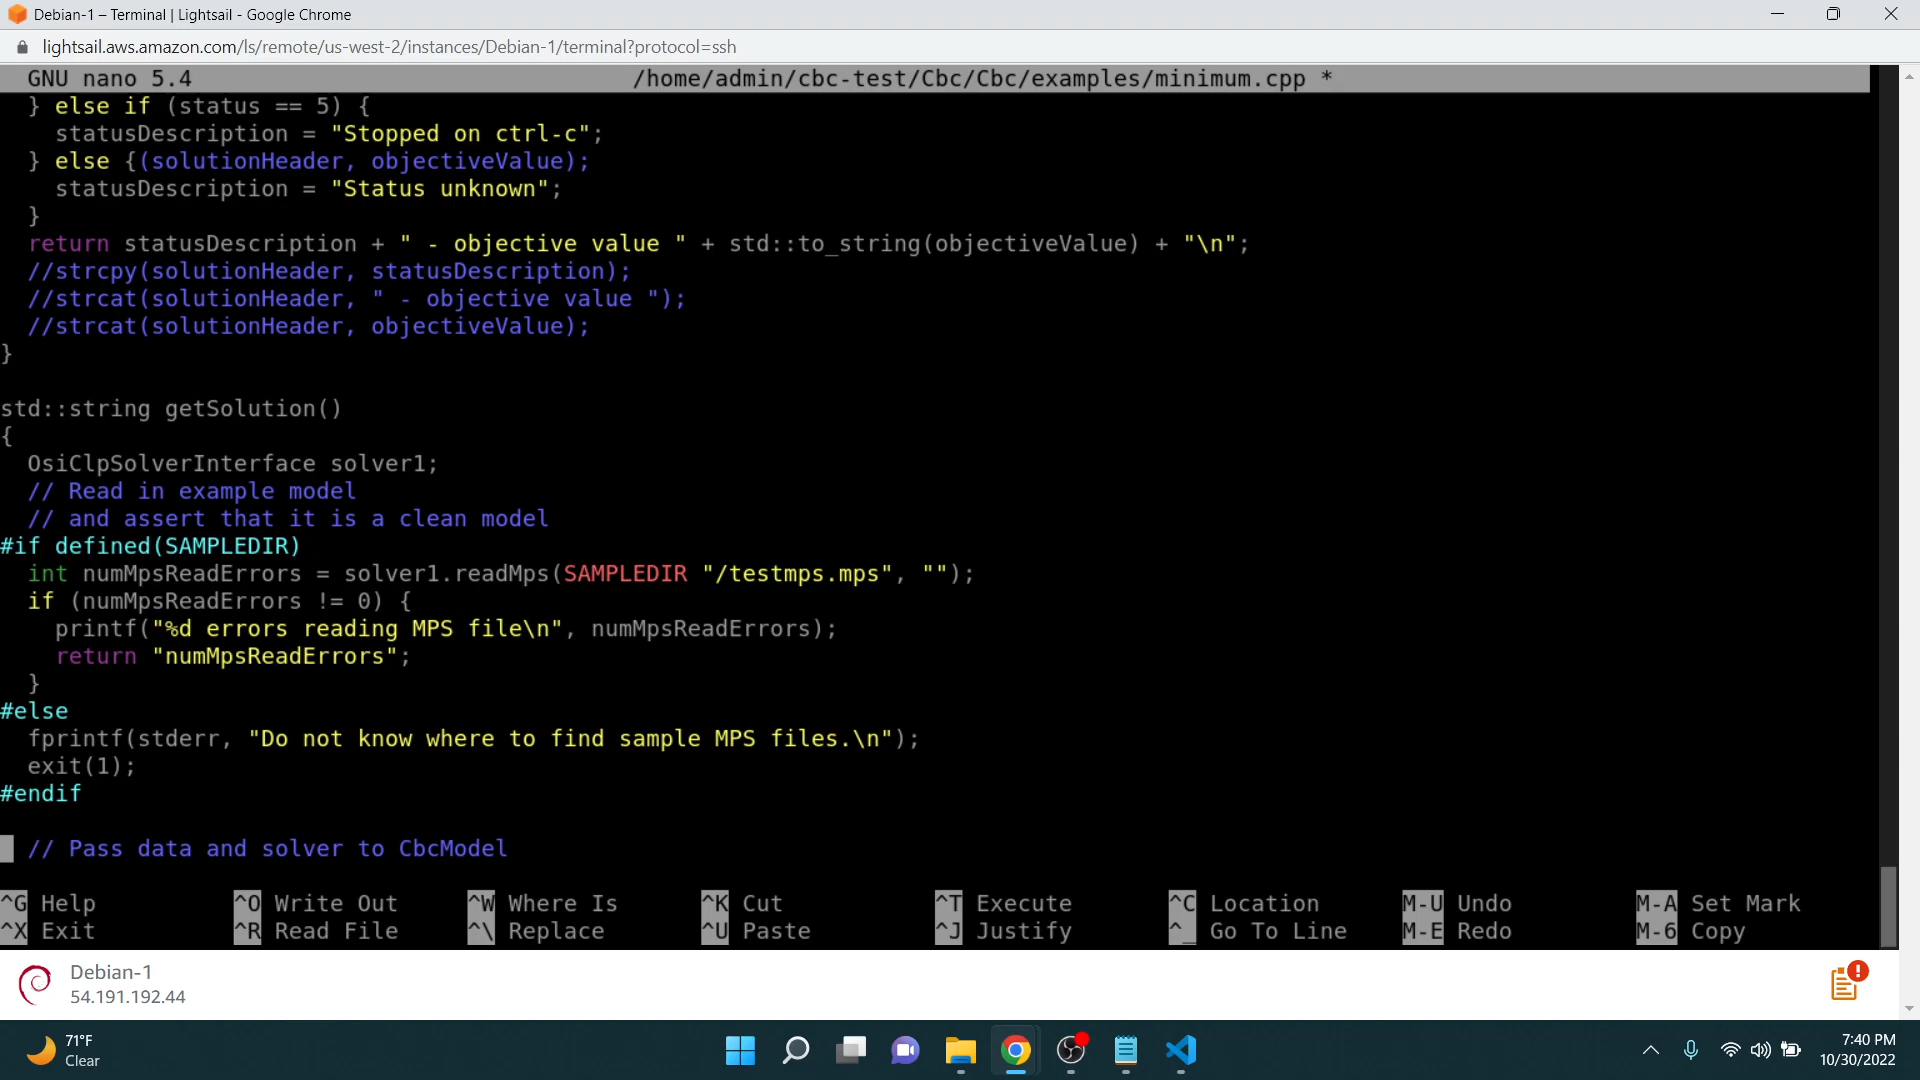 Debian-1 – Terminal | Lightsail - Google Chrome
lightsail.aws.amazon.com/ls/remote/us-west-2/instances/Debian-1/terminal?protocol=ssh
GNU nano 5.4 /home/admin/cbc-test/Cbc/Cbc/examples/minimum.cpp *
} else if (status == 5) {
statusDescription = "Stopped on ctrl-c";
} else {(solutionHeader, objectiveValue);
statusDescription = "Status unknown";
}
return statusDescription + " - objective value " + std::to_string(objectiveValue) + "\n";
//strcpy(solutionHeader, statusDescription);
//strcat(solutionHeader, " - objective value ");
//strcat(solutionHeader, objectiveValue);
}
std::string getSolution()
{
OsiClpSolverInterface solver1;
// Read in example model
// and assert that it is a clean model
#if defined(SAMPLEDIR)
int numMpsReadErrors = solver1.readMps(SAMPLEDIR "/testmps.mps", "");
if (numMpsReadErrors != 0) {
printf("%d errors reading MPS file\n", numMpsReadErrors);
return "numMpsReadErrors";
}
#else
fprintf(stderr, "Do not know where to find sample MPS files.\n");
exit(1);
#endif
// Pass data and solver to CbcModel
^G Help ^O Write Out ^W Where Is ^K Cut ^T Execute ^C Location M-U Undo M-A Set Mark
^X Exit ^R Read File ^\ Replace ^U Paste ^J Justify ^_ Go To Line M-E Redo M-6 Copy
Debian-1
54.191.192.44
71°F
Clear
7:40 PM
10/30/2022